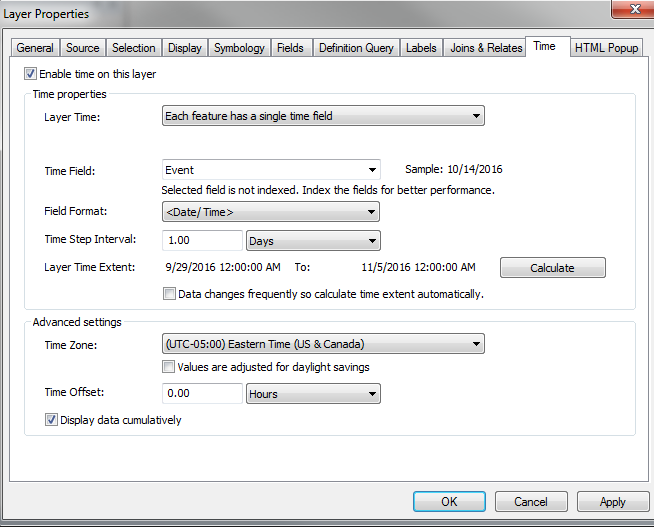 Layer Properties
General Source Selection Display Symbology Fields Definition Query Labels Joins & Relates Time HTML Popup
Enable time on this layer
Time properties
Layer Time: Each feature has a single time field
Time Field: Event Sample: 10/14/2016
Selected field is not indexed. Index the fields for better performance.
Field Format: <Date/Time>
Time Step Interval: 1.00 Days
Layer Time Extent: 9/29/2016 12:00:00 AM To: 11/5/2016 12:00:00 AM Calculate
Data changes frequently so calculate time extent automatically.
Advanced settings
Time Zone: (UTC-05:00) Eastern Time (US & Canada)
Values are adjusted for daylight savings
Time Offset: 0.00 Hours
Display data cumulatively
OK Cancel Apply